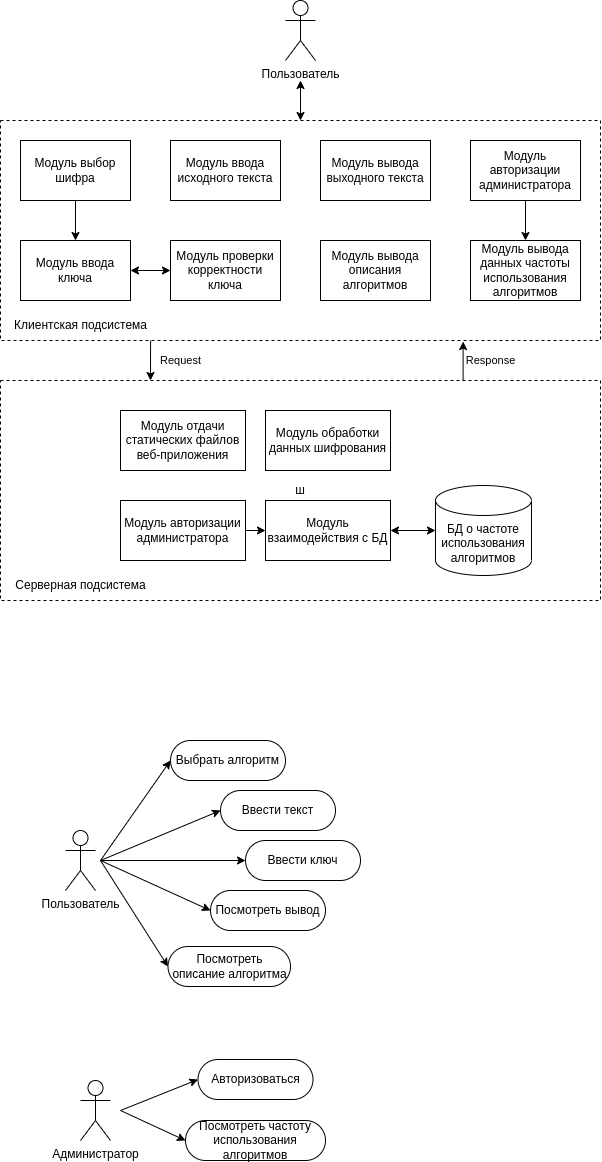 Пользователь
Модуль выбор
шифра
Модуль ввода
исходного текста
Модуль вывода
выходного текста
Модуль
авторизации
администратора
Модуль ввода
ключа
Модуль проверки
корректности
ключа
Модуль вывода
описания
алгоритмов
Модуль вывода
данных частоты
использования
алгоритмов
Клиентская подсистема
Request
Response
Модуль отдачи
статических файлов
веб-приложения
Модуль обработки
данных шифрования
ш
Модуль авторизации
администратора
Модуль
взаимодействия с БД
БД о частоте
использования
алгоритмов
Серверная подсистема
Выбрать алгоритм
Ввести текст
Ввести ключ
Пользователь
Посмотреть вывод
Посмотреть
описание алгоритма
Авторизоваться
Посмотреть частоту
использования
алгоритмов
Администратор